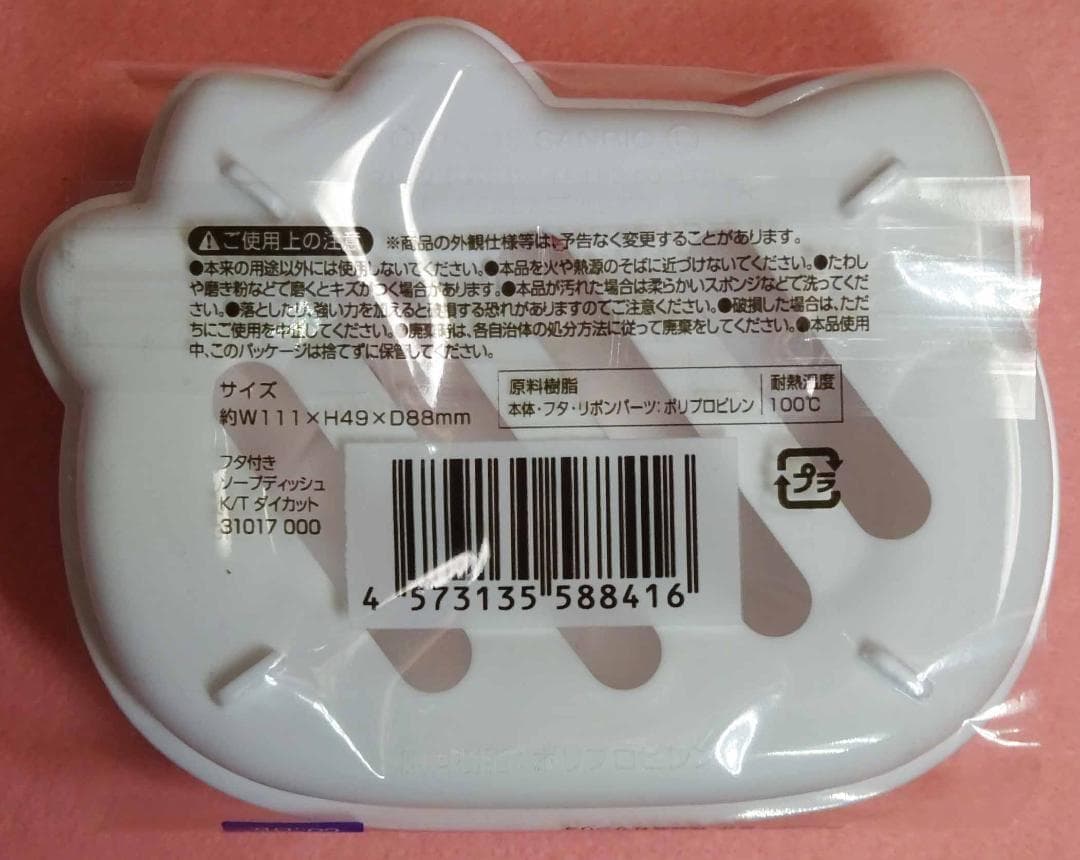 SANRIO
ご使用上の注意 ※商品の外観仕様等は、予告なく変更することがあります。
●本来の用途以外には使用しないでください。●本品を火や熱源のそばに近づけないでください。●たわし
や磨き粉などで磨くとキズがつく場合があります。●本品が汚れた場合は柔らかいスポンジなどで洗ってくだ
さい。●落としたり、強い力を加えると破損する恐れがありますのでご注意ください。●破損した場合は、ただ
ちにご使用を中止してください。●廃棄時は、各自治体の処分方法に従って廃棄をしてください。●本品使用
中、このパッケージは捨てずに保管してください。
サイズ
約W111×H49×D88mm
原料樹脂
本体・フタ・リボンパーツ:ポリプロピレン
耐熱温度
100℃
フタ付き
ソープディッシュ
K/T ダイカット
31017 000
プラ
4 573135 588416
ポリプロピレン